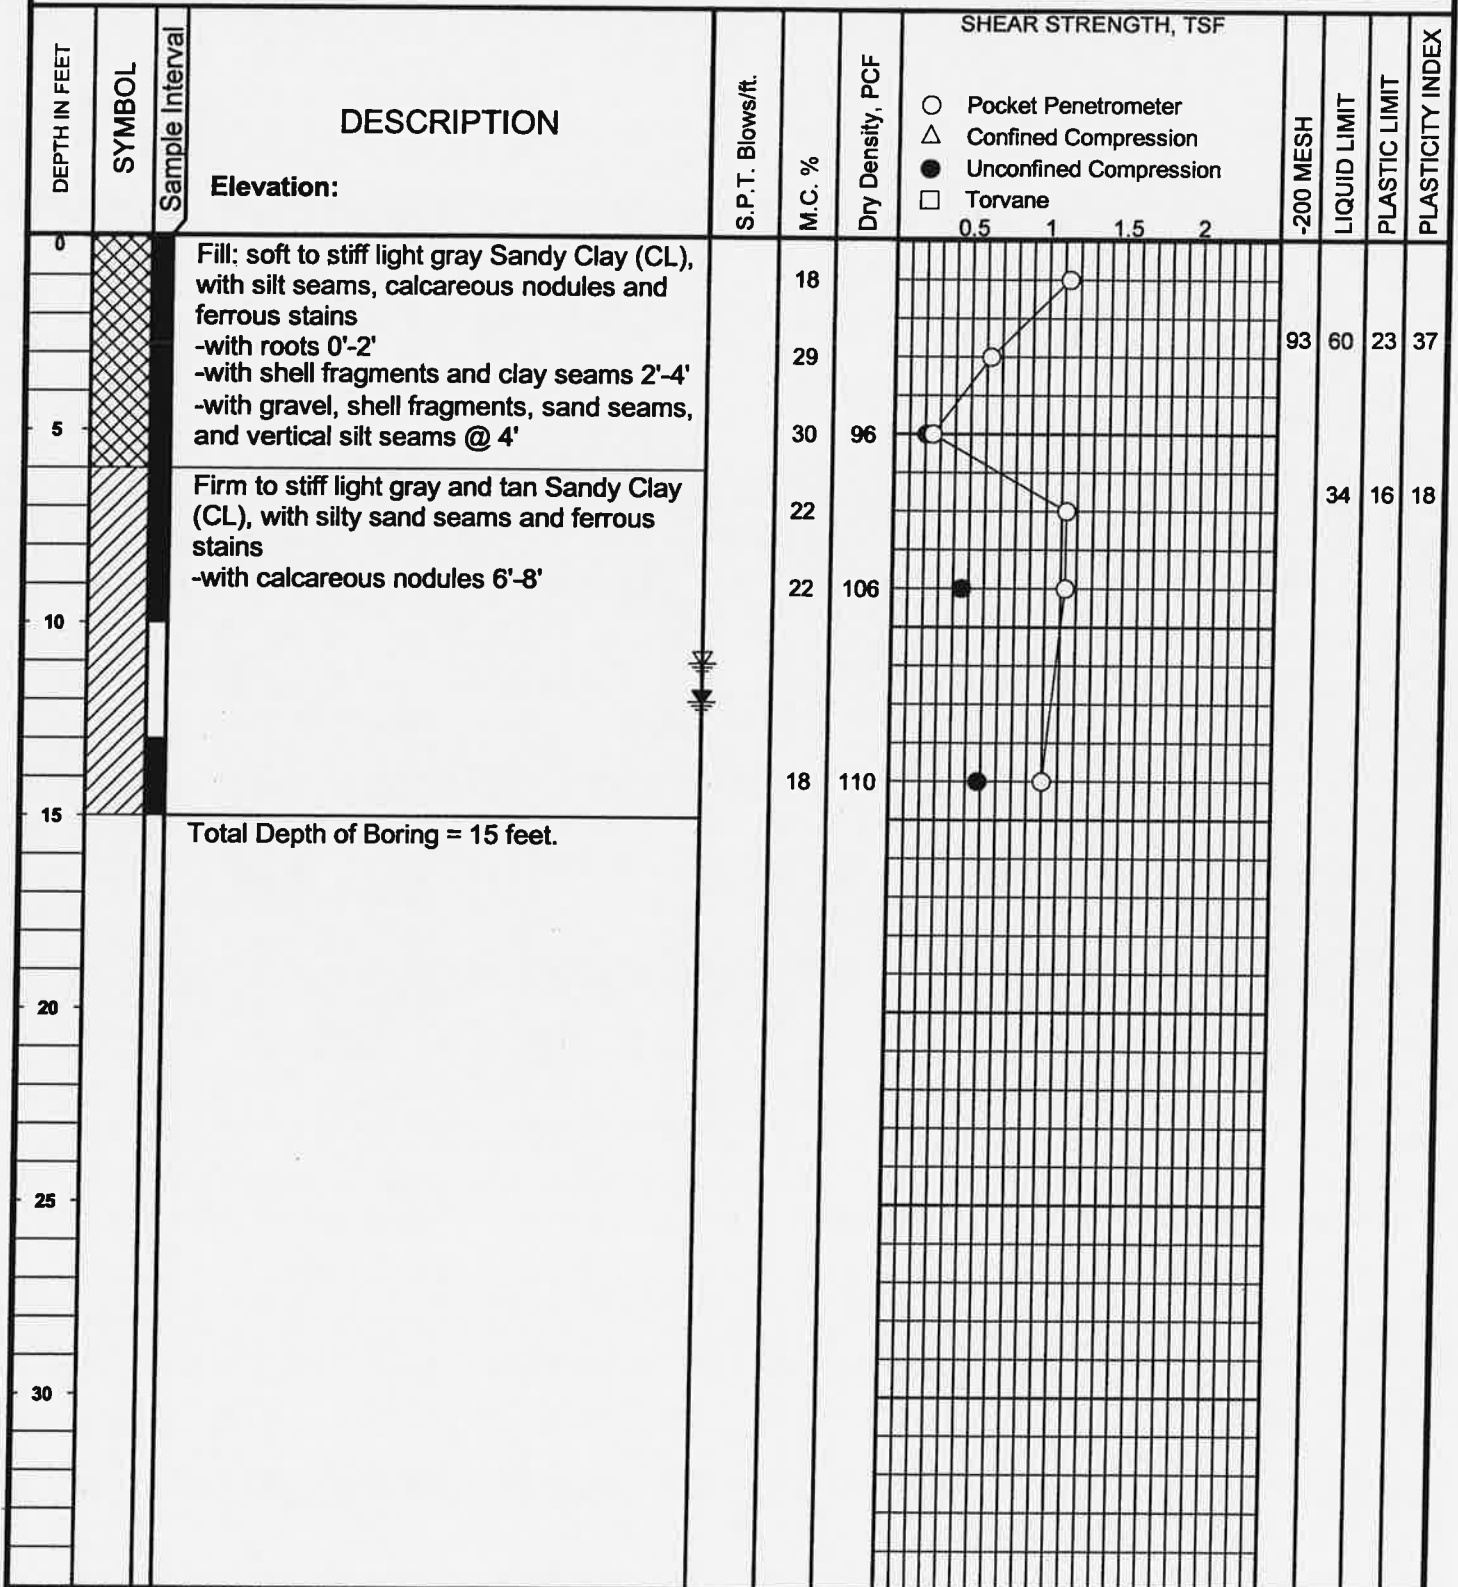 DEPTH IN FEET
SYMBOL
Sample Interval
DESCRIPTION
Elevation:
S.P.T. Blows/ft.
M.C. %
Dry Density, PCF
SHEAR STRENGTH, TSF
Pocket Penetrometer
Confined Compression
Unconfined Compression
Torvane
0.5 1 1.5 2
-200 MESH
LIQUID LIMIT
PLASTIC LIMIT
PLASTICITY INDEX
0
Fill: soft to stiff light gray Sandy Clay (CL),
with silt seams, calcareous nodules and
ferrous stains
-with roots 0'-2'
-with shell fragments and clay seams 2'-4'
-with gravel, shell fragments, sand seams,
and vertical silt seams @ 4'
18
29
93 60 23 37
5
30 96
Firm to stiff light gray and tan Sandy Clay
(CL), with silty sand seams and ferrous
stains
-with calcareous nodules 6'-8'
22
34 16 18
22 106
10
18 110
15
Total Depth of Boring = 15 feet.
20
25
30